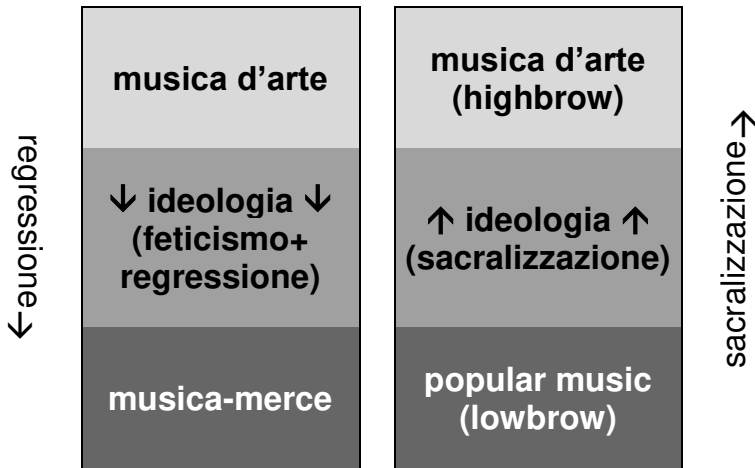 regressione→
musica d’arte
↓ ideologia ↓
(feticismo+
regressione)
musica-merce
musica d’arte
(highbrow)
↑ ideologia ↑
(sacralizzazione)
popular music
(lowbrow)
sacralizzazione→